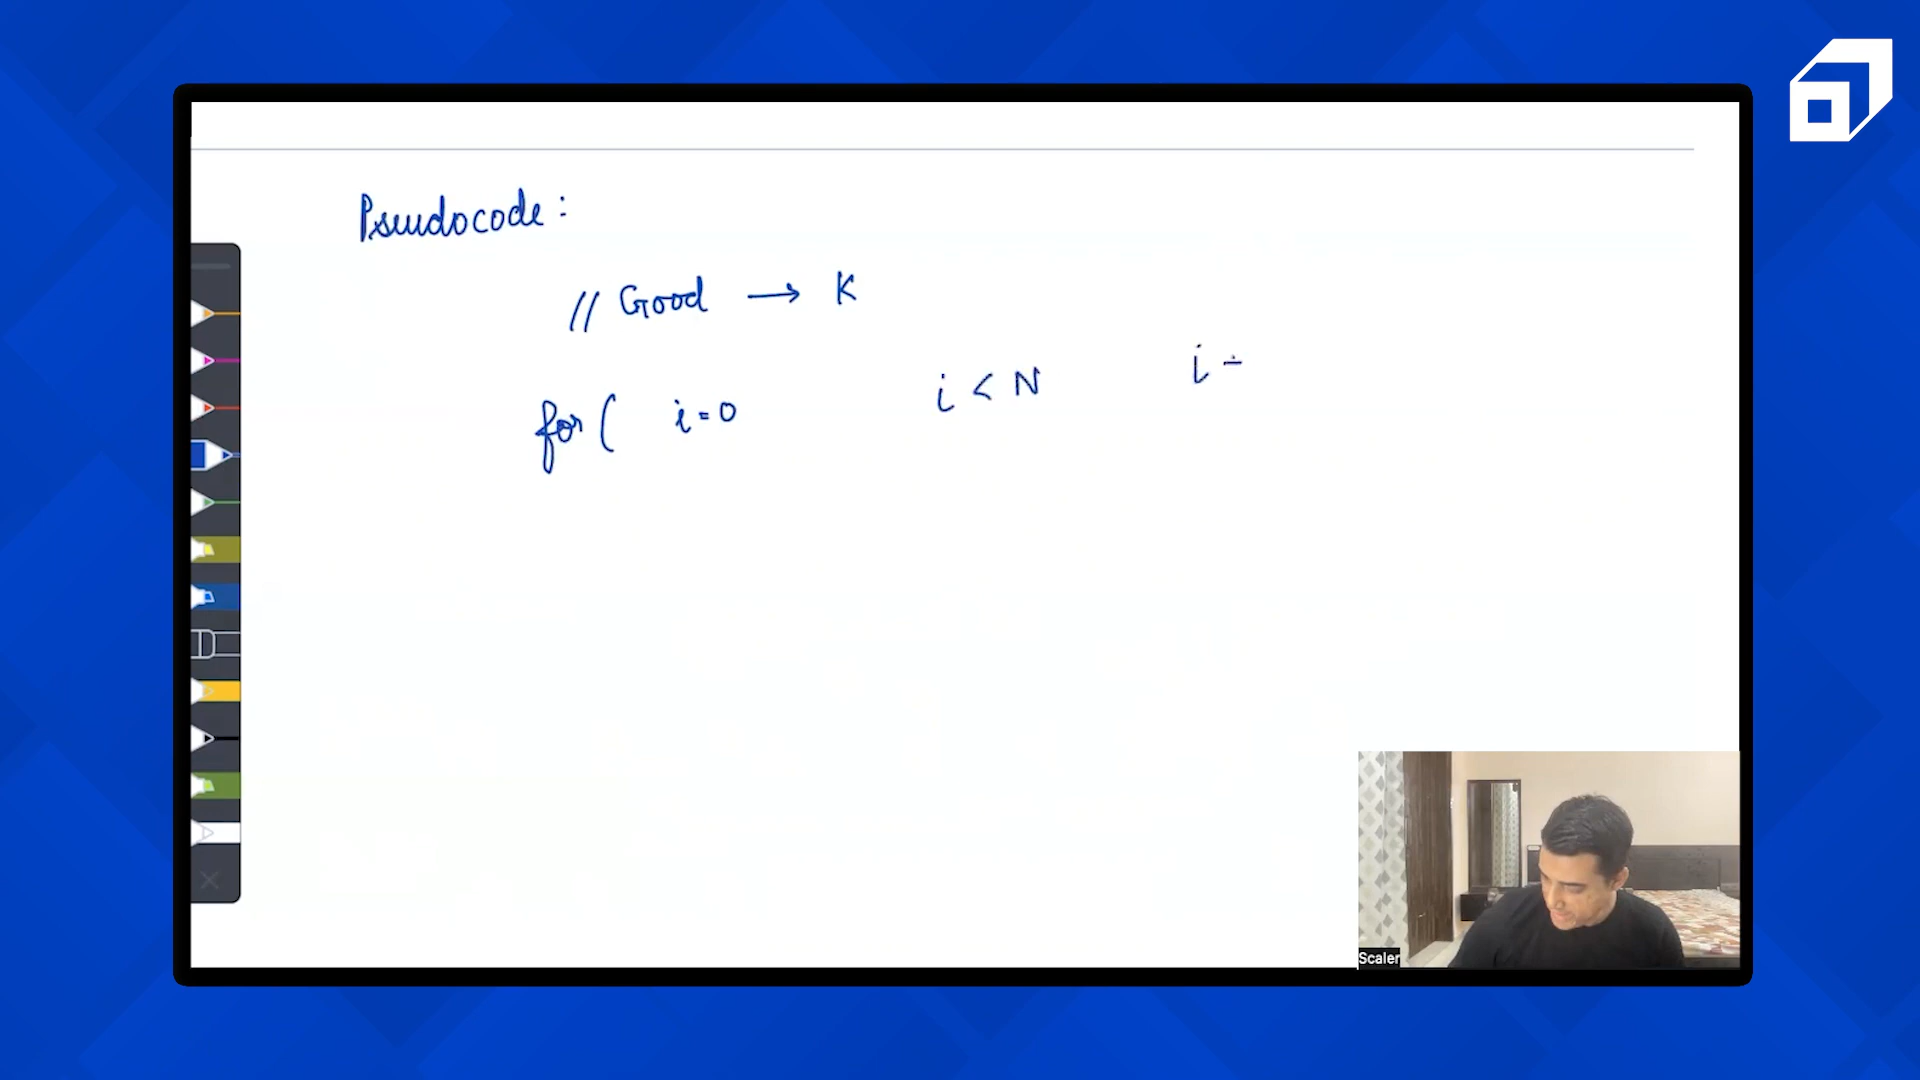 Pseudocode:
// Good → K
for ( i=0 i < N i -
Scaler